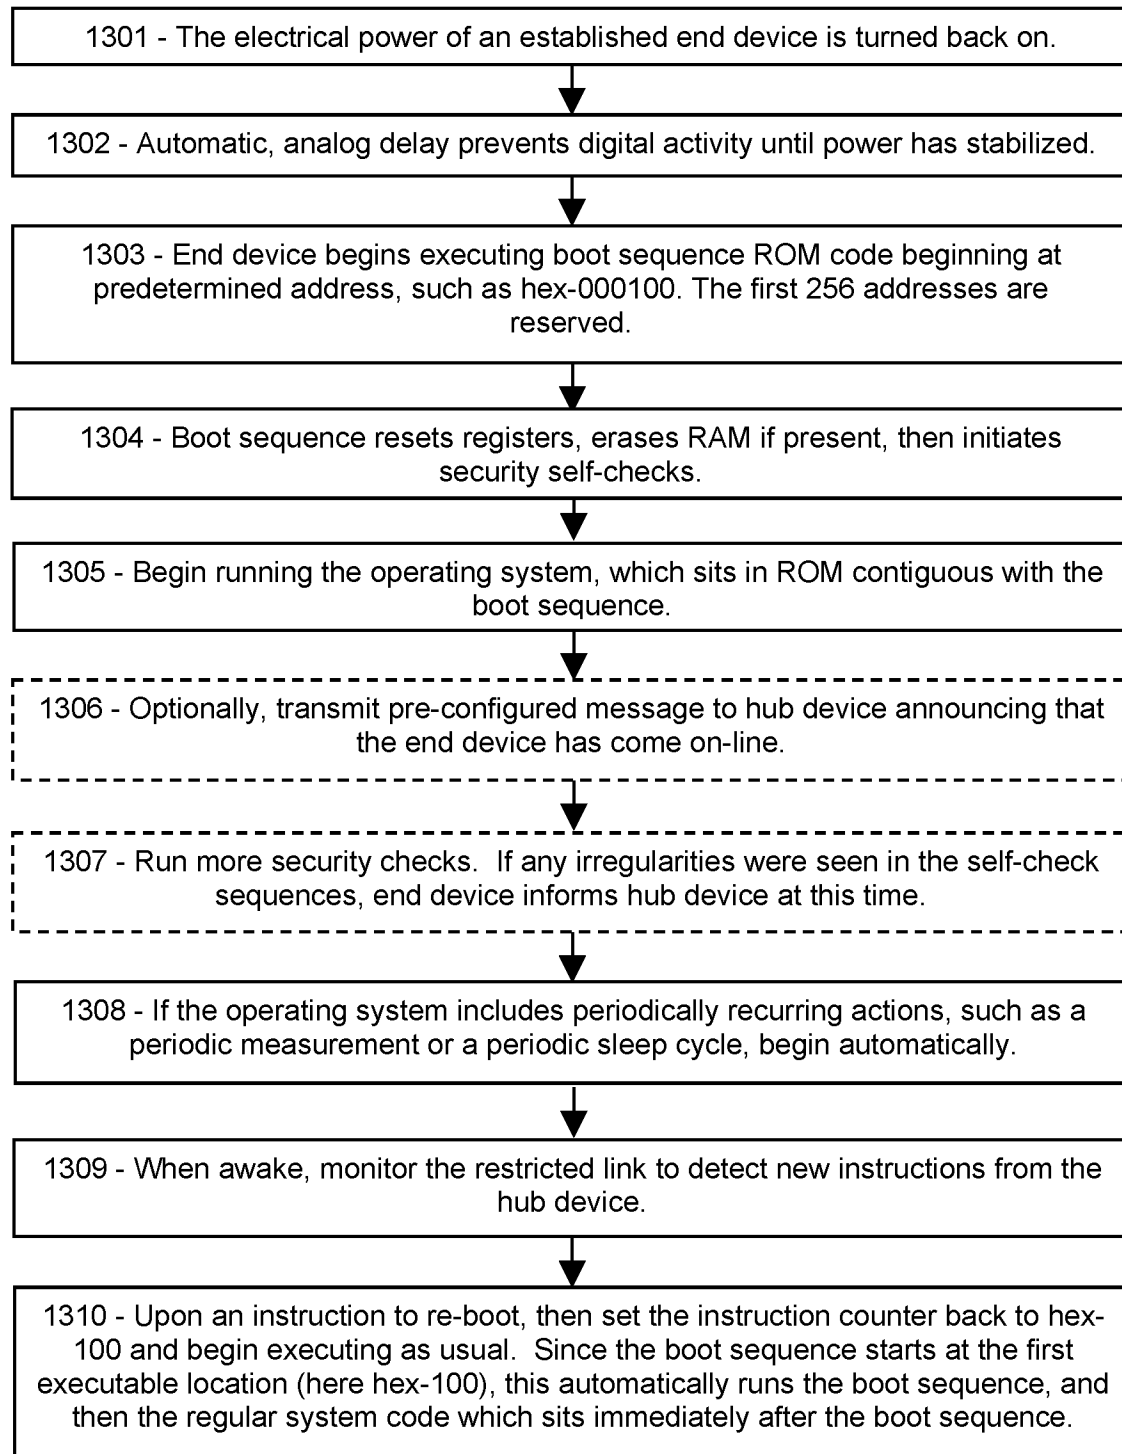 1301 - The electrical power of an established end device is turned back on.
1302 - Automatic, analog delay prevents digital activity until power has stabilized.
1303 - End device begins executing boot sequence ROM code beginning at
predetermined address, such as hex-000100. The first 256 addresses are
reserved.
1304 - Boot sequence resets registers, erases RAM if present, then initiates
security self-checks.
1305 - Begin running the operating system, which sits in ROM contiguous with the
boot sequence.
1306 - Optionally, transmit pre-configured message to hub device announcing that
the end device has come on-line.
1307 - Run more security checks.  If any irregularities were seen in the self-check
sequences, end device informs hub device at this time.
1308 - If the operating system includes periodically recurring actions, such as a
periodic measurement or a periodic sleep cycle, begin automatically.
1309 - When awake, monitor the restricted link to detect new instructions from the
hub device.
1310 - Upon an instruction to re-boot, then set the instruction counter back to hex-
100 and begin executing as usual.  Since the boot sequence starts at the first
executable location (here hex-100), this automatically runs the boot sequence, and
then the regular system code which sits immediately after the boot sequence.